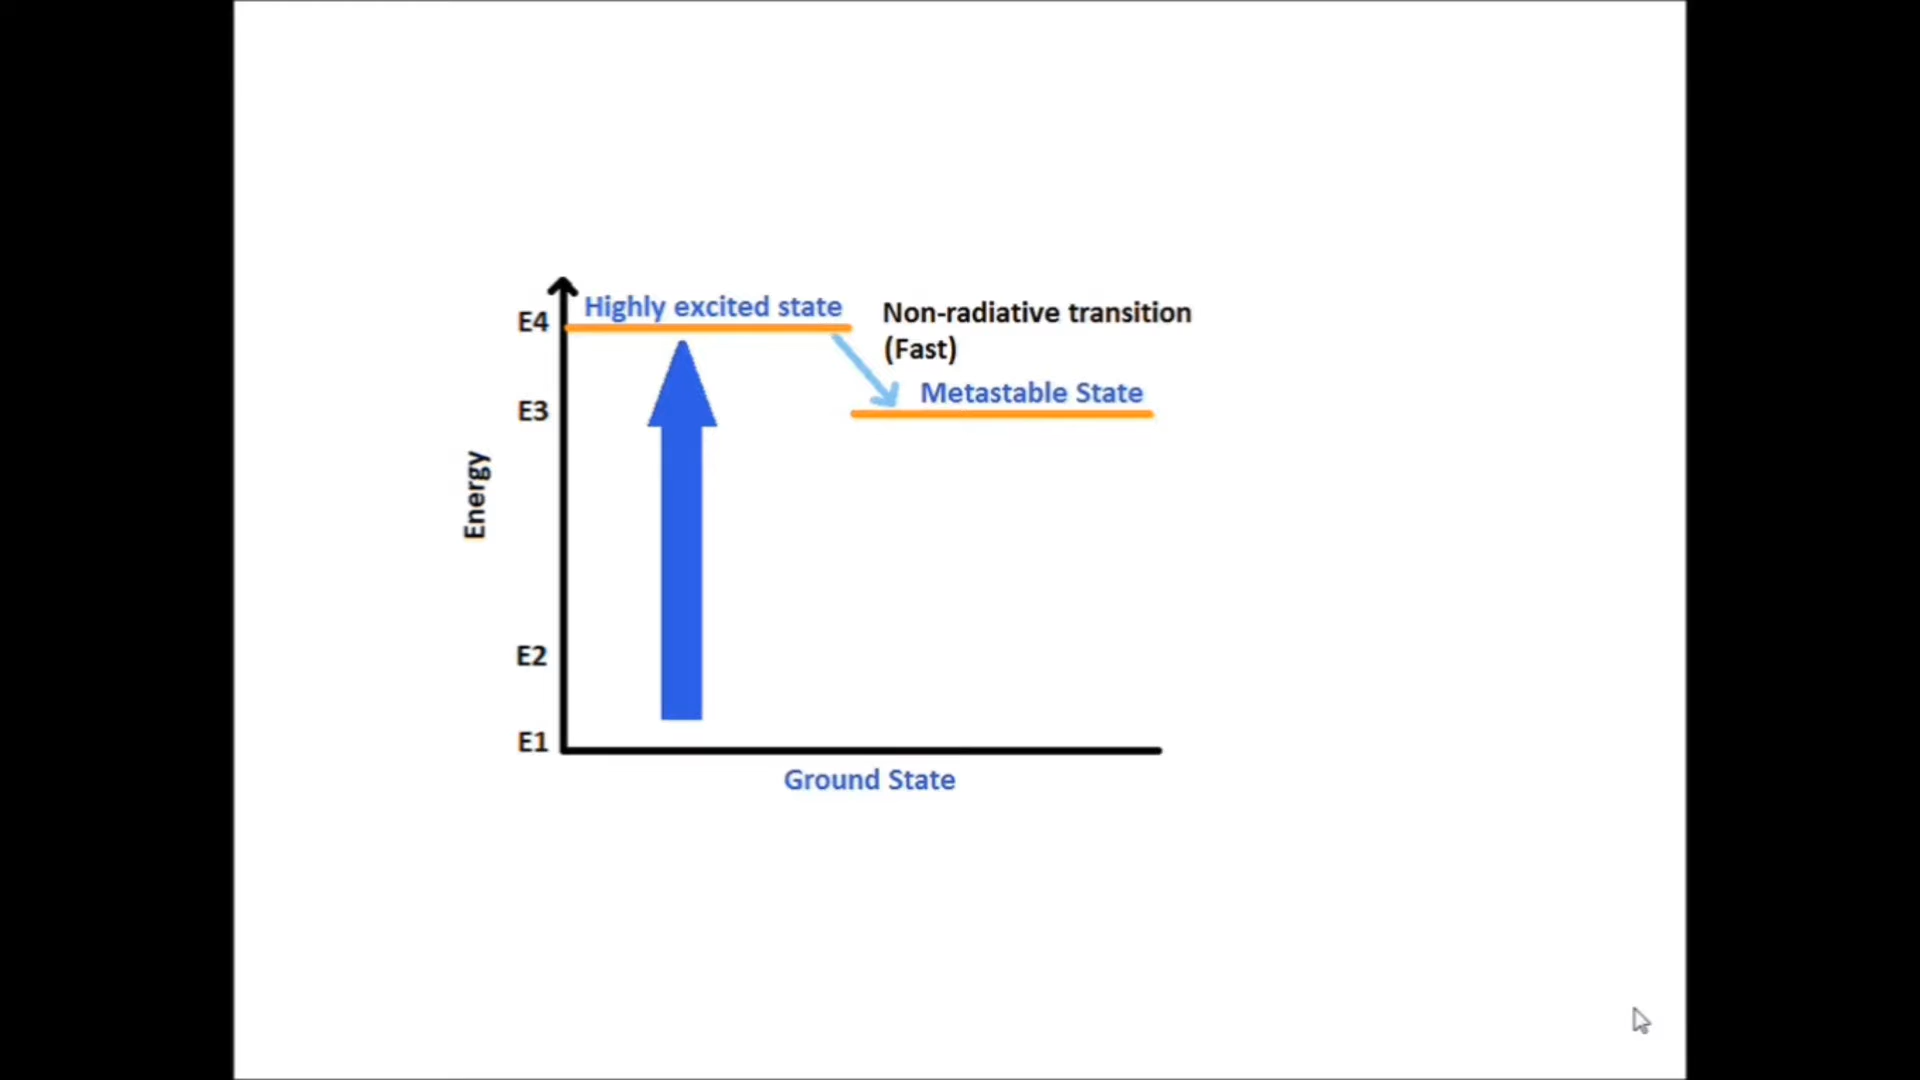 Highly excited state
Non-radiative transition
(Fast)
E4
Metastable State
E3
Energy
E2
E1
Ground State